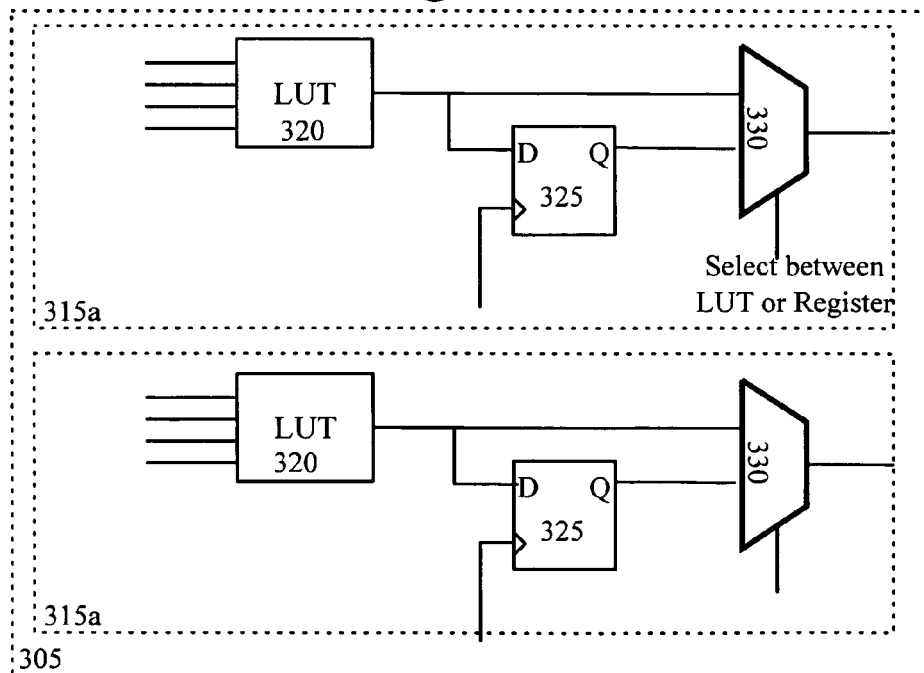 LUT
320
330
D Q
325
Select between
LUT or Register
315a
LUT
320
330
D Q
325
315a
305